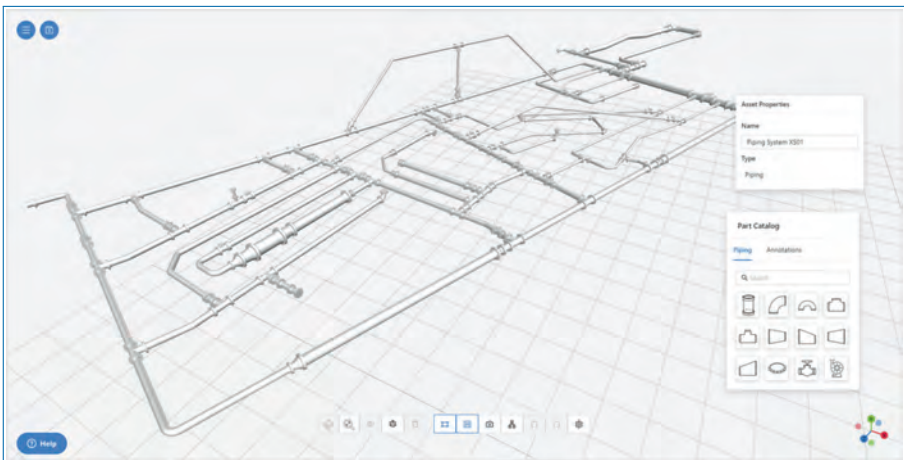 Asset Properties
Name
Piping System XS01
Type
Piping
Part Catalog
Piping Annotations
Search
Help